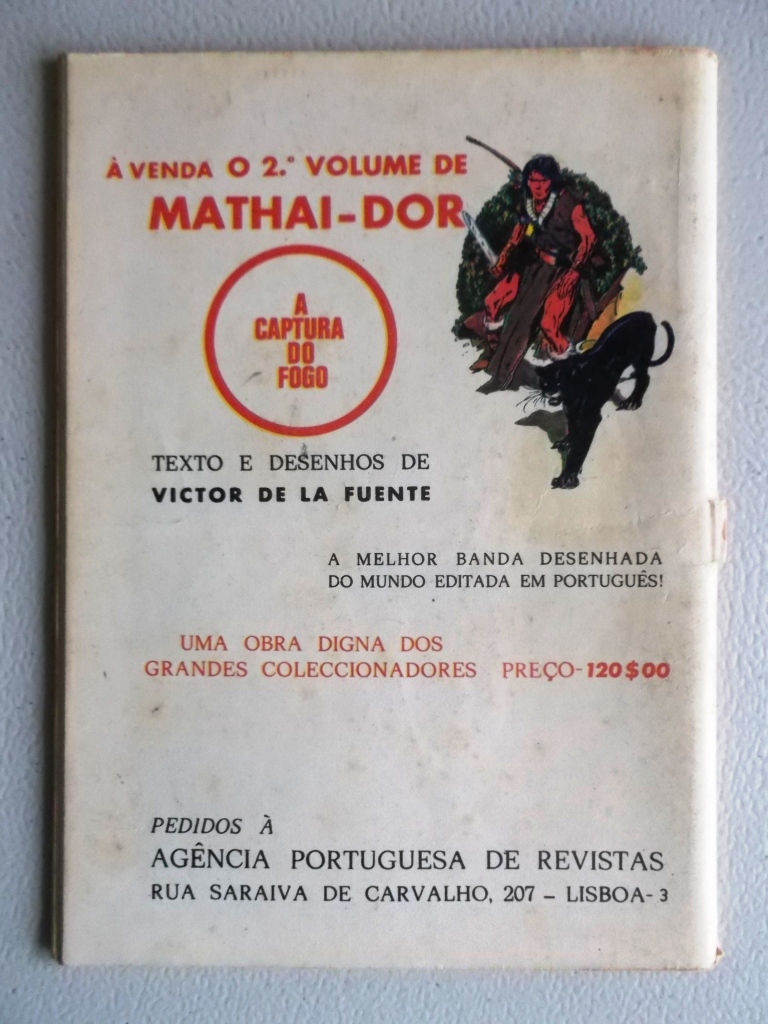 À VENDA O 2.º VOLUME DE
MATHAI-DOR
A
CAPTURA
DO
FOGO
TEXTO E DESENHOS DE
VICTOR DE LA FUENTE
A MELHOR BANDA DESENHADA
DO MUNDO EDITADA EM PORTUGUÊS!
UMA OBRA DIGNA DOS
GRANDES COLECCIONADORES PREÇO-120$00
PEDIDOS À
AGÊNCIA PORTUGUESA DE REVISTAS
RUA SARAIVA DE CARVALHO, 207 – LISBOA-3